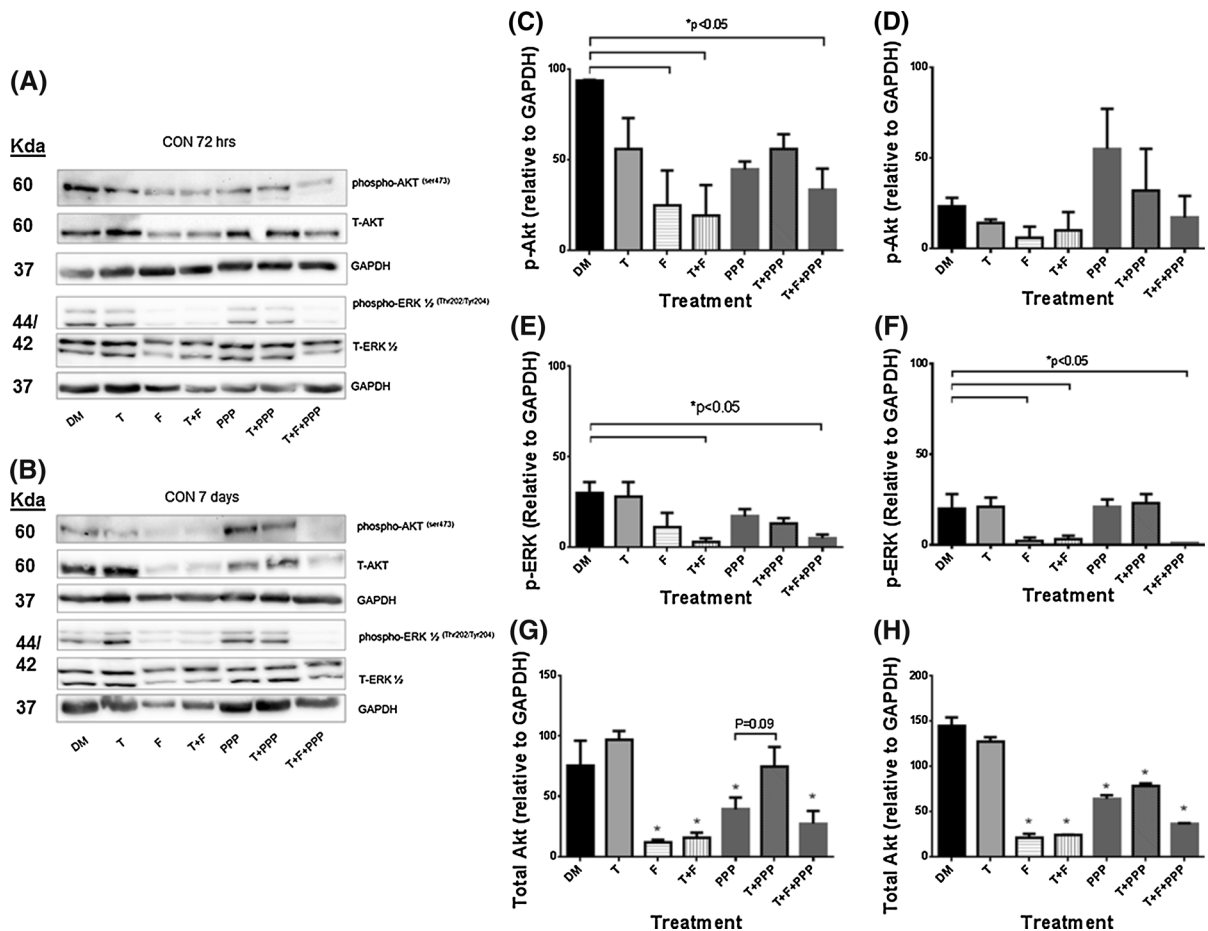 (A)
CON 72 hrs
Kda
60
phospho-AKT (ser473)
60
T-AKT
37
GAPDH
phospho-ERK ½ (Thr202/Tyr204)
44/
42
T-ERK ½
37
GAPDH
DM T F T+F PPP T+PPP T+F+PPP
(B)
CON 7 days
Kda
60
phospho-AKT (ser473)
60
T-AKT
37
GAPDH
44/
phospho-ERK ½ (Thr202/Tyr204)
42
T-ERK ½
37
GAPDH
DM T F T+F PPP T+PPP T+F+PPP
(C)
*p<0.05
p-Akt (relative to GAPDH)
100
50
0
DM T F T+F PPP T+PPP T+F+PPP
Treatment
(D)
p-Akt (relative to GAPDH)
100
50
0
DM T F T+F PPP T+PPP T+F+PPP
Treatment
(E)
*p<0.05
p-ERK (Relative to GAPDH)
100
50
0
DM T F T+F PPP T+PPP T+F+PPP
Treatment
(F)
*p<0.05
p-ERK (relative to GAPDH)
100
50
0
DM T F T+F PPP T+PPP T+F+PPP
Treatment
(G)
P=0.09
Total Akt (relative to GAPDH)
150
100
50
0
* * * *
DM T F T+F PPP T+PPP T+F+PPP
Treatment
(H)
Total Akt (relative to GAPDH)
200
150
100
50
0
* * * * *
DM T F T+F PPP T+PPP T+F+PPP
Treatment